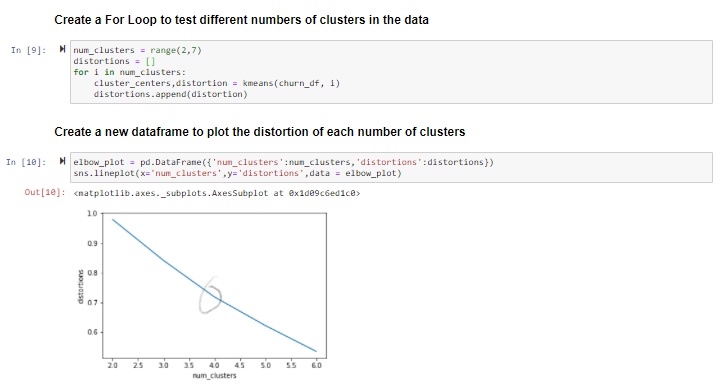 Create a For Loop to test different numbers of clusters in the data
In [9]:
num_clusters = range(2,7)
distortions = []
for i in num_clusters:
    cluster_centers,distortion = kmeans(churn_df, i)
    distortions.append(distortion)
Create a new dataframe to plot the distortion of each number of clusters
In [10]:
elbow_plot = pd.DataFrame({'num_clusters':num_clusters,'distortions':distortions})
sns.lineplot(x='num_clusters',y='distortions',data = elbow_plot)
Out[10]: <matplotlib.axes._subplots.AxesSubplot at 0x1d09c6ed1c0>
1.0
0.9
0.8
0.7
0.6
distortions
2.0 2.5 3.0 3.5 4.0 4.5 5.0 5.5 6.0
num_clusters